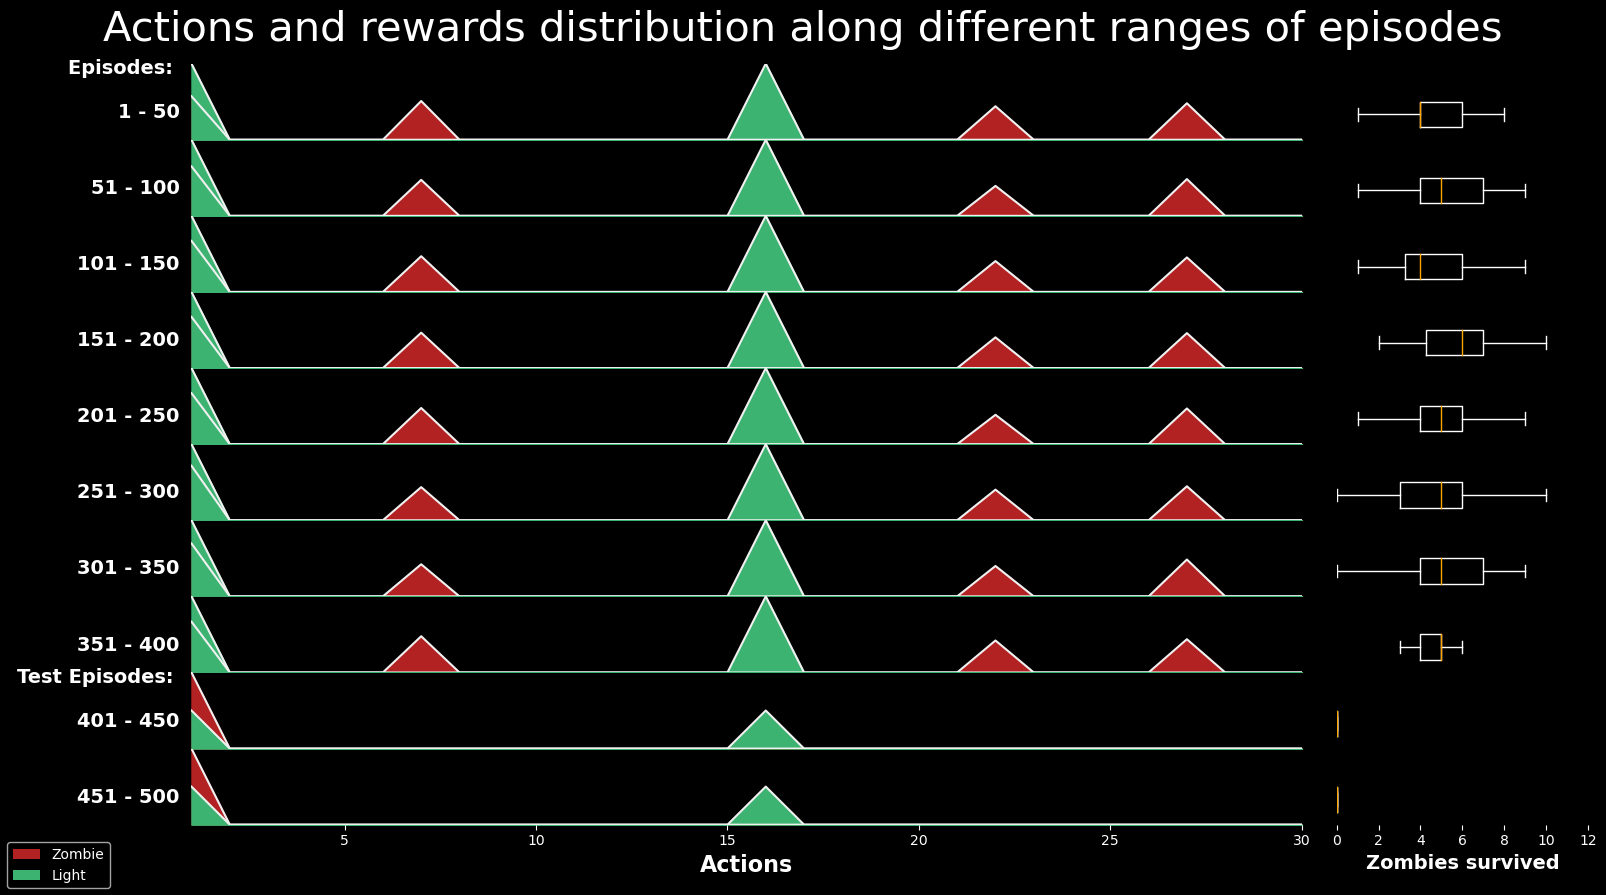 Actions and rewards distribution along different ranges of episodes
Episodes:
1 - 50
51 - 100
101 - 150
151 - 200
201 - 250
251 - 300
301 - 350
351 - 400
Test Episodes:
401 - 450
451 - 500
5 10 15 20 25 30
Actions
0 2 4 6 8 10 12
Zombies survived
Zombie
Light